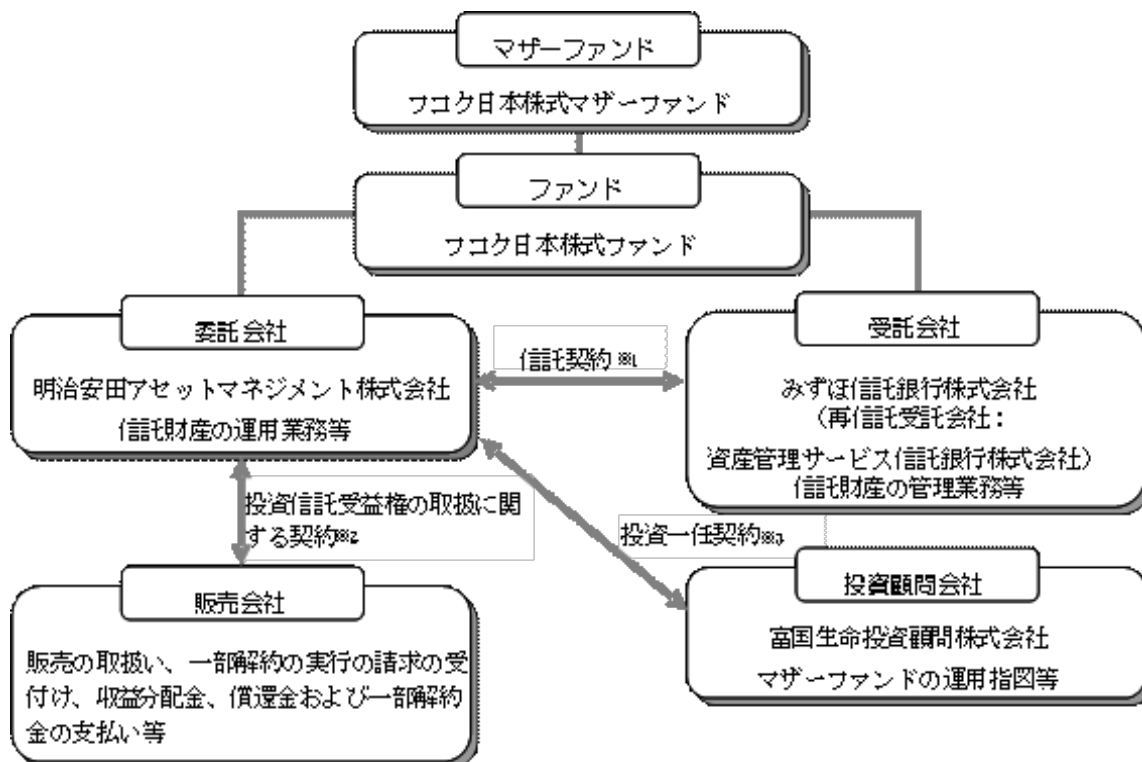 マザーファンド
フコク日本株式マザーファンド
ファンド
フコク日本株式ファンド
委託会社
明治安田アセットマネジメント株式会社
信託財産の運用業務等
信託契約※1
受託会社
みずほ信託銀行株式会社
(再信託受託会社:
資産管理サービス信託銀行株式会社)
信託財産の管理業務等
投資信託受益権の取扱に関
する契約※2
投資一任契約※3
販売会社
販売の取扱い、一部解約の実行の請求の受
付け、収益分配金、償還金および一部解約
金の支払い等
投資顧問会社
富国生命投資顧問株式会社
マザーファンドの運用指図等